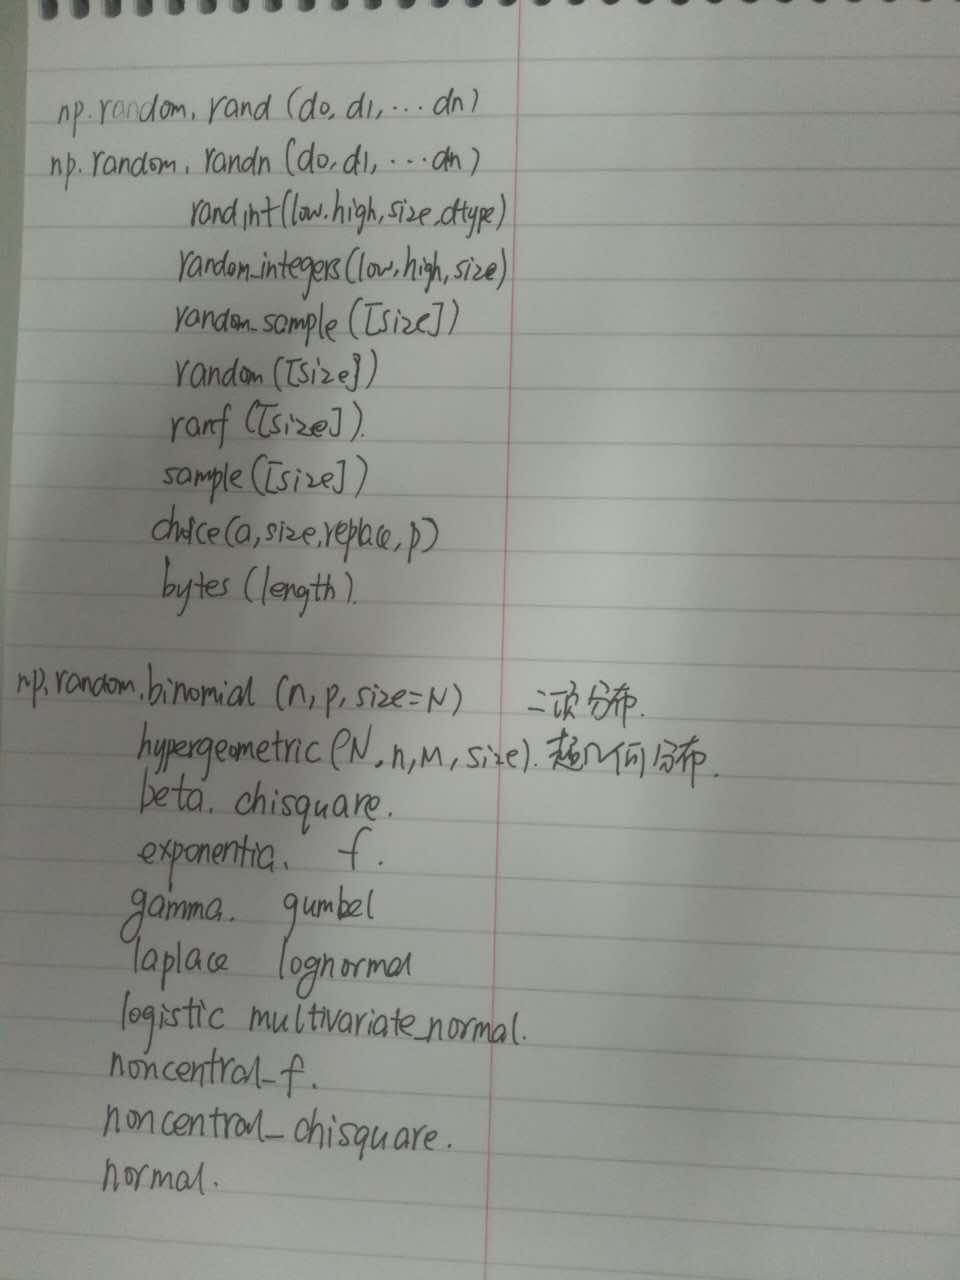 np.random. rand (d0, d1, ... dn)
np.random. randn (d0, d1, ... dn)
randint(low.high, size.dtype)
random_integers(low, high, size)
random_sample ([size])
random ([size])
ranf ([size]).
sample ([size])
choice(a, size, replace, p)
bytes (length).
np.random.binomial (n, p, size=N) 二项分布.
hypergeometric (N, n, M, size). 超几何分布.
beta. chisquare.
exponentia. f.
gamma. gumbel
laplace lognormal
logistic multivariate_normal.
noncentral_f.
noncentral_chisquare.
normal.